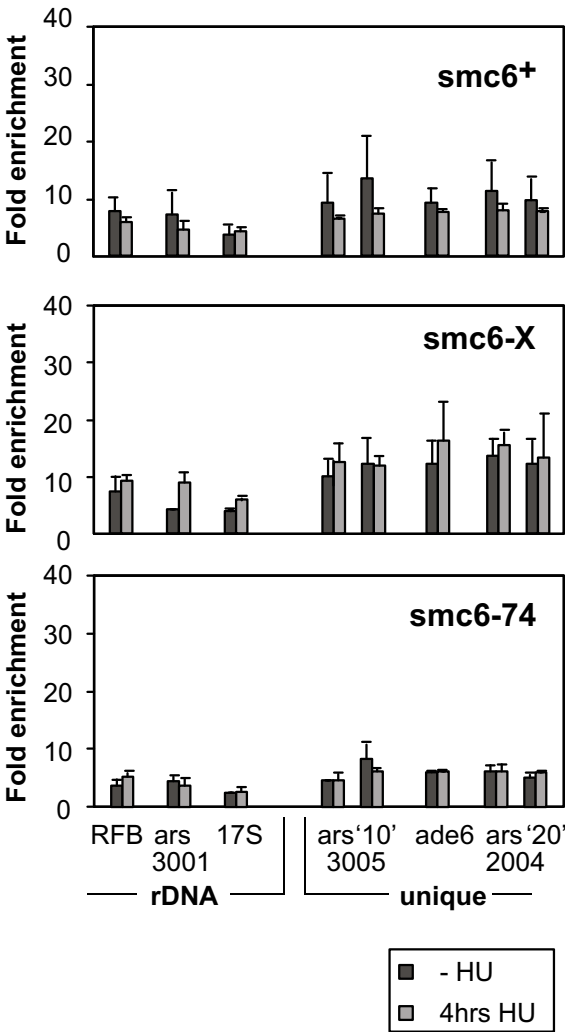 Fold enrichment
40
30
20
10
0
smc6+
Fold enrichment
40
30
20
10
0
smc6-X
Fold enrichment
40
30
20
10
0
smc6-74
RFB ars 17S ars‘10’ ade6 ars‘20’
3001 3005 2004
rDNA unique
- HU
4hrs HU